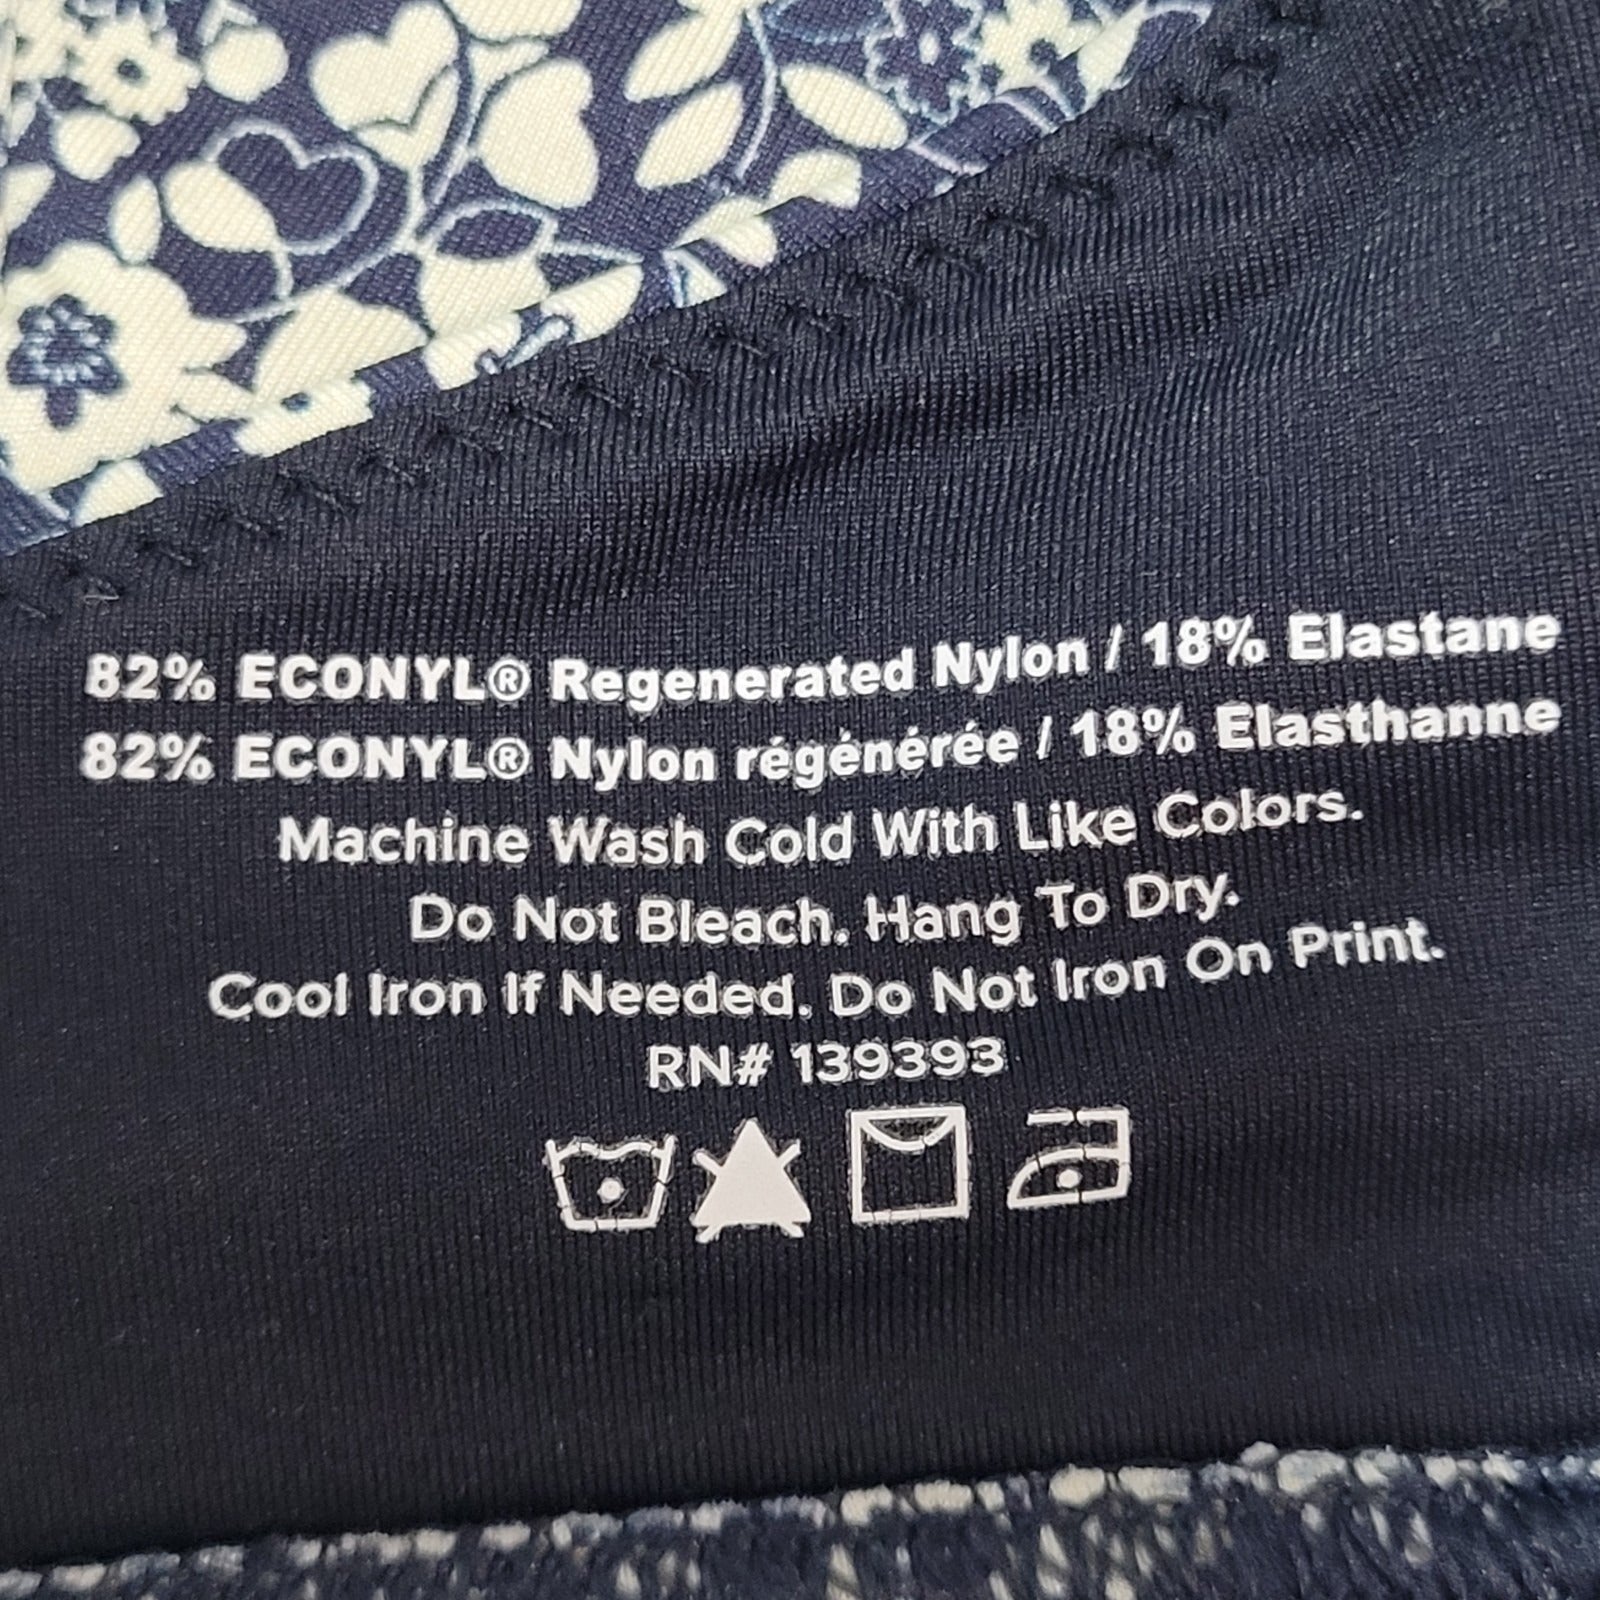 82% ECONYL® Regenerated Nylon / 18% Elastane
82% ECONYL® Nylon régénérée / 18% Elasthanne
Machine Wash Cold With Like Colors.
Do Not Bleach. Hang To Dry.
Cool Iron If Needed. Do Not Iron On Print.
RN# 139393